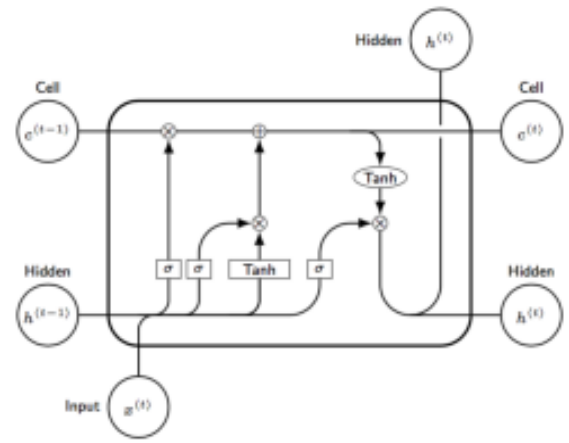 Hidden
h⟨t⟩
Cell
c⟨t−1⟩
Cell
c⟨t⟩
Tanh
σ
σ
Tanh
σ
Hidden
h⟨t−1⟩
Hidden
h⟨t⟩
Input
x⟨t⟩